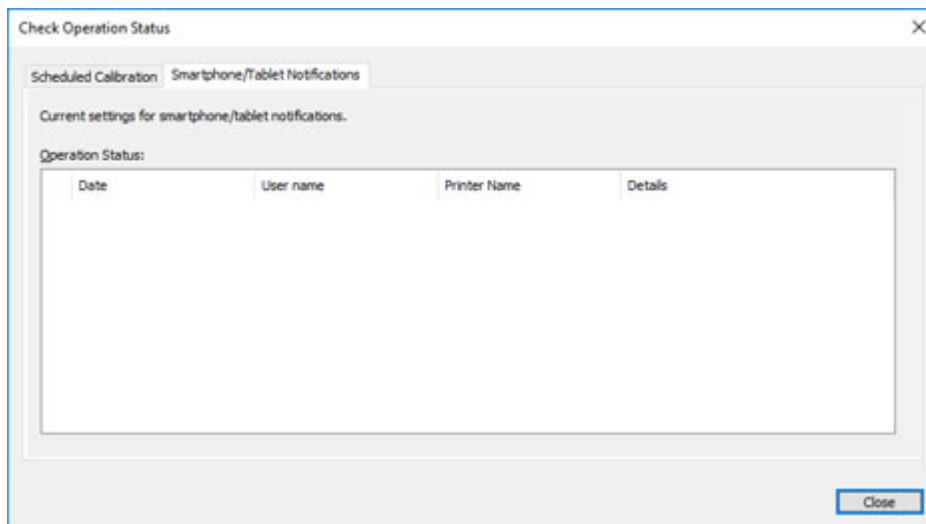 Check Operation Status
Scheduled Calibration Smartphone/Tablet Notifications
Current settings for smartphone/tablet notifications.
Operation Status:
Date User name Printer Name Details
Close